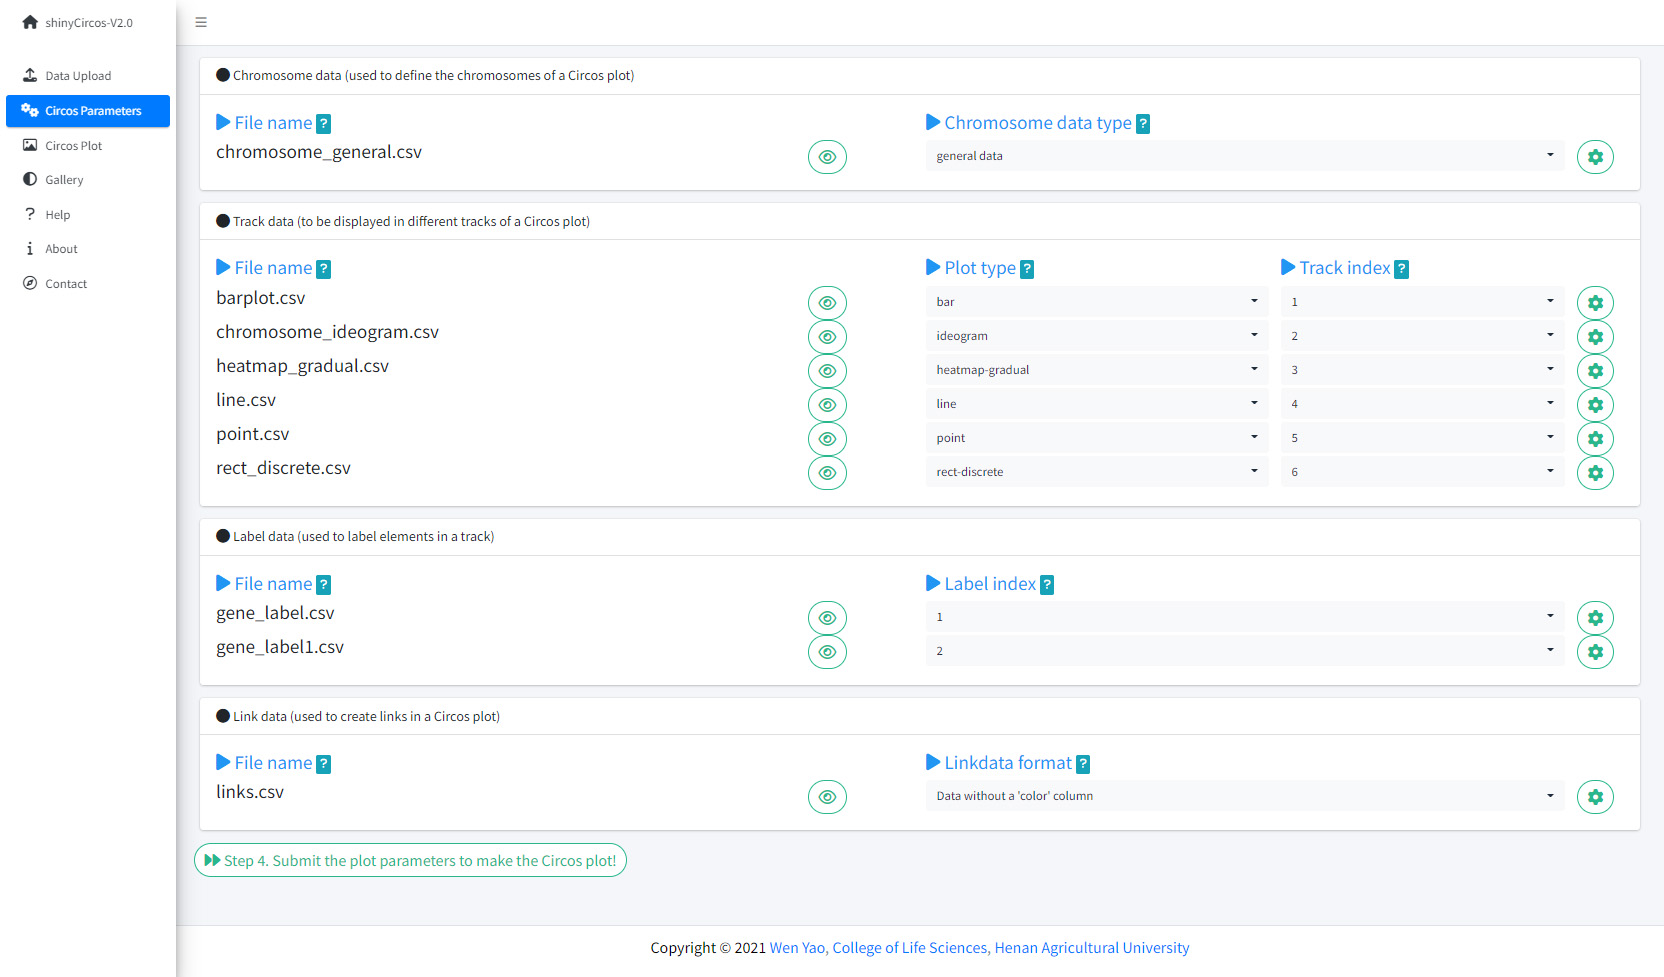 shinyCircos-V2.0
Data Upload
Circos Parameters
Circos Plot
Gallery
Help
About
Contact
Chromosome data (used to define the chromosomes of a Circos plot)
File name ? Chromosome data type ?
chromosome_general.csv general data
Track data (to be displayed in different tracks of a Circos plot)
File name ? Plot type ? Track index ?
barplot.csv bar 1
chromosome_ideogram.csv ideogram 2
heatmap_gradual.csv heatmap-gradual 3
line.csv line 4
point.csv point 5
rect_discrete.csv rect-discrete 6
Label data (used to label elements in a track)
File name ? Label index ?
gene_label.csv 1
gene_label1.csv 2
Link data (used to create links in a Circos plot)
File name ? Linkdata format ?
links.csv Data without a 'color' column
Step 4. Submit the plot parameters to make the Circos plot!
Copyright © 2021 Wen Yao, College of Life Sciences, Henan Agricultural University